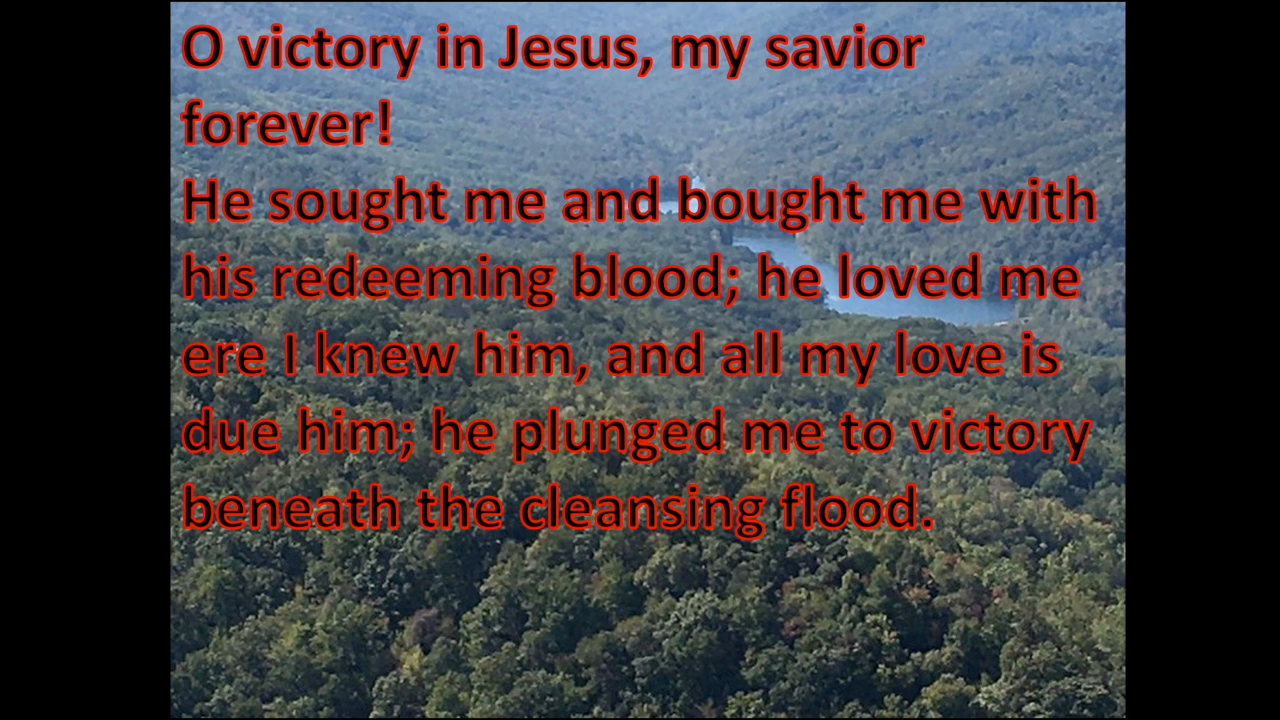 O victory in Jesus, my savior
forever!
He sought me and bought me with
his redeeming blood; he loved me
ere I knew him, and all my love is
due him; he plunged me to victory
beneath the cleansing flood.